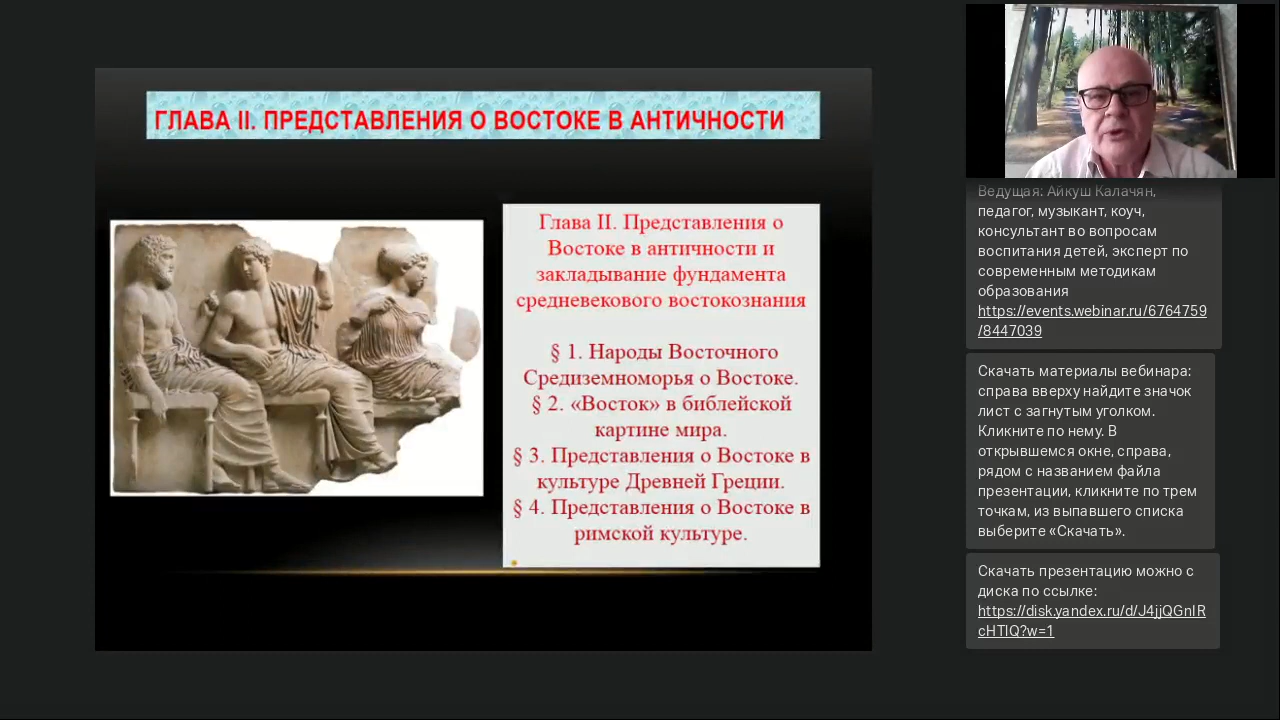 ГЛАВА II. ПРЕДСТАВЛЕНИЯ О ВОСТОКЕ В АНТИЧНОСТИ
Глава II. Представления о
Востоке в античности и
закладывание фундамента
средневекового востокознания
§ 1. Народы Восточного
Средиземноморья о Востоке.
§ 2. «Восток» в библейской
картине мира.
§ 3. Представления о Востоке в
культуре Древней Греции.
§ 4. Представления о Востоке в
римской культуре.
Ведущая: Айкуш Калачян,
педагог, музыкант, коуч,
консультант во вопросам
воспитания детей, эксперт по
современным методикам
образования
https://events.webinar.ru/6764759
/8447039
Скачать материалы вебинара:
справа вверху найдите значок
лист с загнутым уголком.
Кликните по нему. В
открывшемся окне, справа,
рядом с названием файла
презентации, кликните по трем
точкам, из выпавшего списка
выберите «Скачать».
Скачать презентацию можно с
диска по ссылке:
https://disk.yandex.ru/d/J4jjQGnIR
cHTlQ?w=1